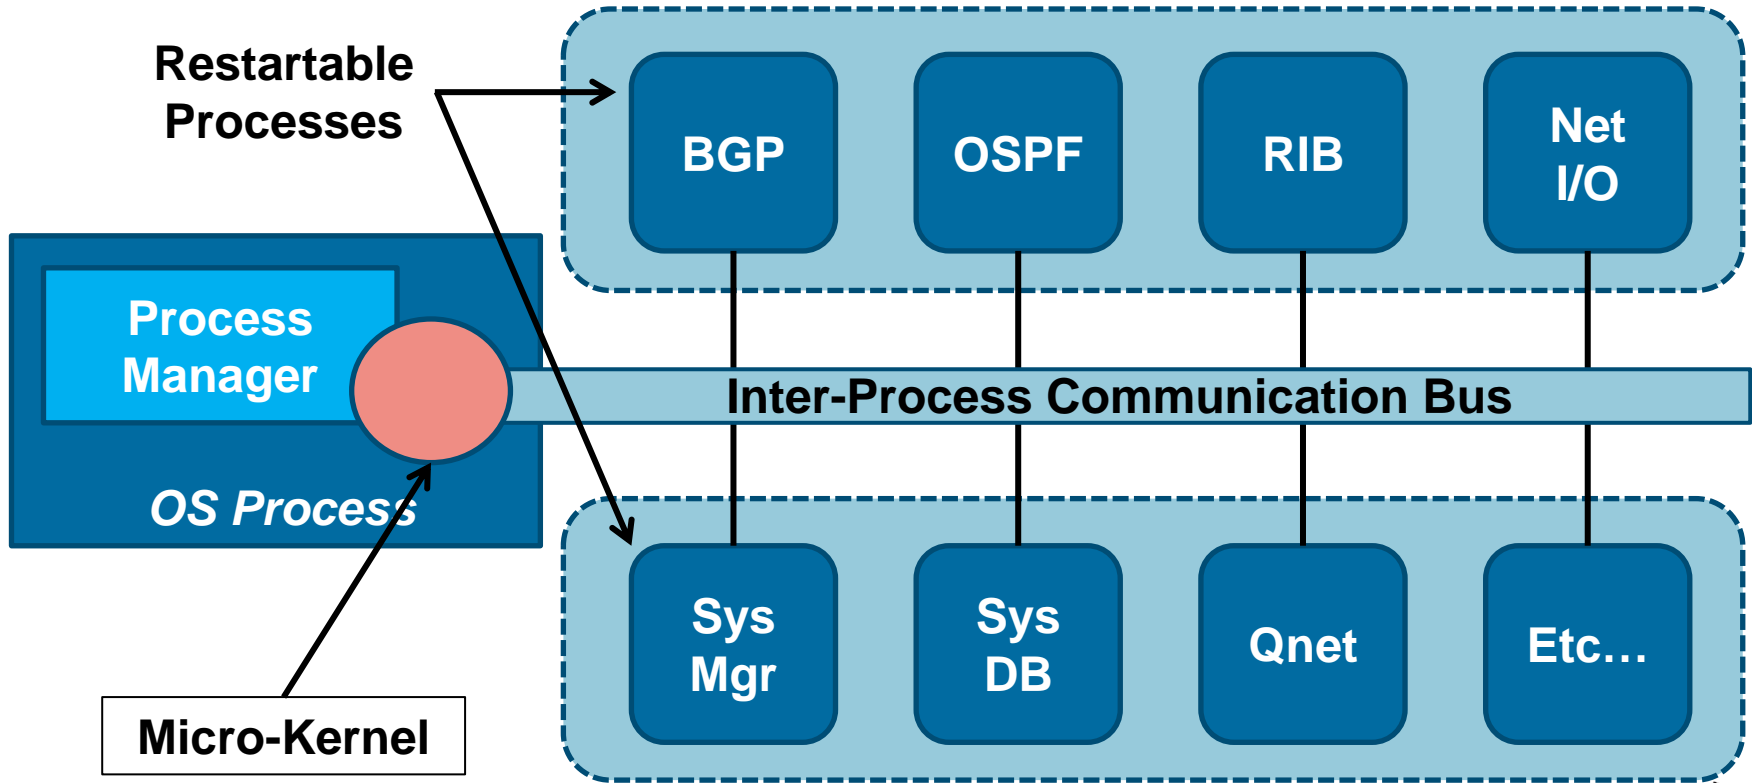 Restartable
Processes
BGP
OSPF
RIB
Net
I/O
Process
Manager
Inter-Process Communication Bus
OS Process
Sys
Mgr
Sys
DB
Qnet
Etc…
Micro-Kernel